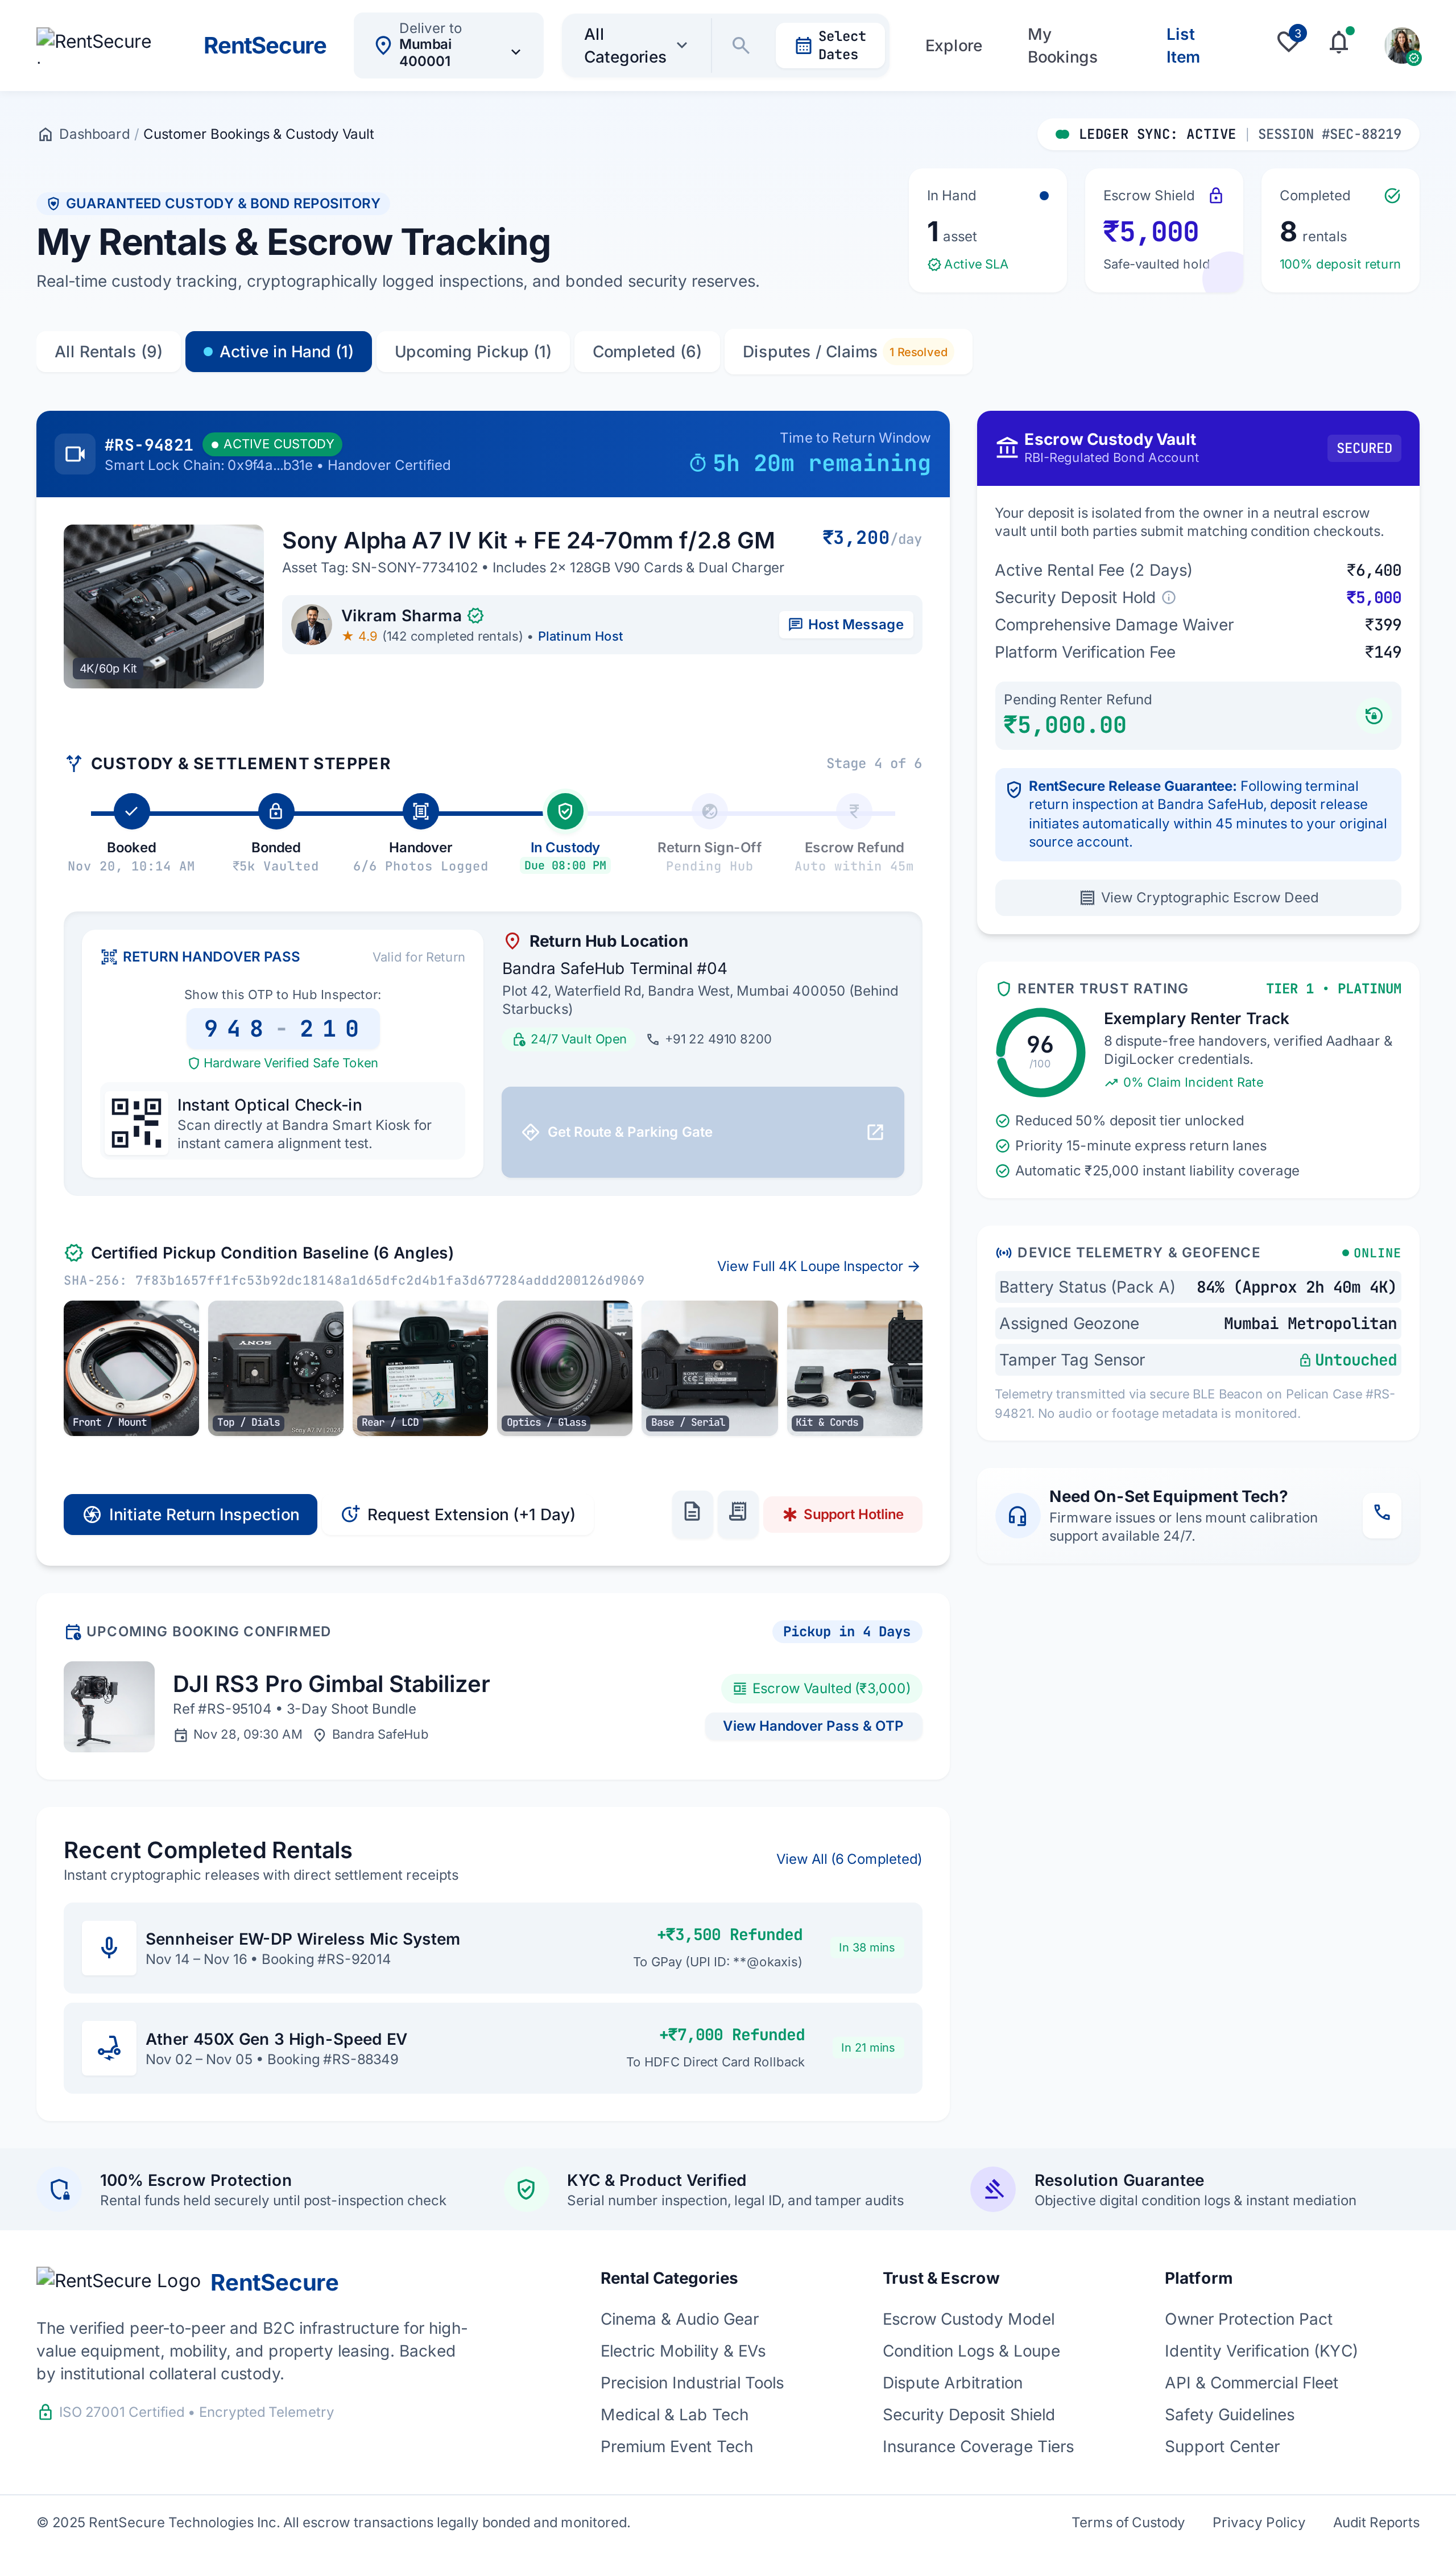 RentSecure
.
RentSecure
Deliver to
Mumbai
400001
All
Categories
Select
Dates
Explore
My
Bookings
List
Item
3
Dashboard / Customer Bookings & Custody Vault
LEDGER SYNC: ACTIVE | SESSION #SEC-88219
GUARANTEED CUSTODY & BOND REPOSITORY
My Rentals & Escrow Tracking
Real-time custody tracking, cryptographically logged inspections, and bonded security reserves.
In Hand
1 asset
Active SLA
Escrow Shield
₹5,000
Safe-vaulted hold
Completed
8 rentals
100% deposit return
All Rentals (9)
Active in Hand (1)
Upcoming Pickup (1)
Completed (6)
Disputes / Claims 1 Resolved
#RS-94821 ACTIVE CUSTODY
Smart Lock Chain: 0x9f4a...b31e • Handover Certified
Time to Return Window
5h 20m remaining
4K/60p Kit
Sony Alpha A7 IV Kit + FE 24-70mm f/2.8 GM
₹3,200/day
Asset Tag: SN-SONY-7734102 • Includes 2× 128GB V90 Cards & Dual Charger
Vikram Sharma
★ 4.9 (142 completed rentals) • Platinum Host
Host Message
CUSTODY & SETTLEMENT STEPPER
Stage 4 of 6
Booked
Nov 20, 10:14 AM
Bonded
₹5k Vaulted
Handover
6/6 Photos Logged
In Custody
Due 08:00 PM
Return Sign-Off
Pending Hub
₹
Escrow Refund
Auto within 45m
RETURN HANDOVER PASS
Valid for Return
Show this OTP to Hub Inspector:
948-210
Hardware Verified Safe Token
Instant Optical Check-in
Scan directly at Bandra Smart Kiosk for
instant camera alignment test.
Return Hub Location
Bandra SafeHub Terminal #04
Plot 42, Waterfield Rd, Bandra West, Mumbai 400050 (Behind
Starbucks)
24/7 Vault Open
+91 22 4910 8200
Get Route & Parking Gate
Certified Pickup Condition Baseline (6 Angles)
SHA-256: 7f83b1657ff1fc53b92dc18148a1d65dfc2d4b1fa3d677284addd200126d9069
View Full 4K Loupe Inspector →
Front / Mount
SONY
Top / Dials
Rear / LCD
Optics / Glass
Base / Serial
Kit & Cords
Initiate Return Inspection
Request Extension (+1 Day)
Support Hotline
UPCOMING BOOKING CONFIRMED
Pickup in 4 Days
DJI RS3 Pro Gimbal Stabilizer
Ref #RS-95104 • 3-Day Shoot Bundle
Nov 28, 09:30 AM
Bandra SafeHub
Escrow Vaulted (₹3,000)
View Handover Pass & OTP
Recent Completed Rentals
Instant cryptographic releases with direct settlement receipts
View All (6 Completed)
Sennheiser EW-DP Wireless Mic System
Nov 14 – Nov 16 • Booking #RS-92014
+₹3,500 Refunded
To GPay (UPI ID: **@okaxis)
In 38 mins
Ather 450X Gen 3 High-Speed EV
Nov 02 – Nov 05 • Booking #RS-88349
+₹7,000 Refunded
To HDFC Direct Card Rollback
In 21 mins
Escrow Custody Vault
RBI-Regulated Bond Account
SECURED
Your deposit is isolated from the owner in a neutral escrow
vault until both parties submit matching condition checkouts.
Active Rental Fee (2 Days) ₹6,400
Security Deposit Hold ₹5,000
Comprehensive Damage Waiver ₹399
Platform Verification Fee ₹149
Pending Renter Refund
₹5,000.00
RentSecure Release Guarantee: Following terminal
return inspection at Bandra SafeHub, deposit release
initiates automatically within 45 minutes to your original
source account.
View Cryptographic Escrow Deed
RENTER TRUST RATING
TIER 1 • PLATINUM
96
/100
Exemplary Renter Track
8 dispute-free handovers, verified Aadhaar &
DigiLocker credentials.
0% Claim Incident Rate
Reduced 50% deposit tier unlocked
Priority 15-minute express return lanes
Automatic ₹25,000 instant liability coverage
DEVICE TELEMETRY & GEOFENCE
ONLINE
Battery Status (Pack A) 84% (Approx 2h 40m 4K)
Assigned Geozone Mumbai Metropolitan
Tamper Tag Sensor Untouched
Telemetry transmitted via secure BLE Beacon on Pelican Case #RS-
94821. No audio or footage metadata is monitored.
Need On-Set Equipment Tech?
Firmware issues or lens mount calibration
support available 24/7.
100% Escrow Protection
Rental funds held securely until post-inspection check
KYC & Product Verified
Serial number inspection, legal ID, and tamper audits
Resolution Guarantee
Objective digital condition logs & instant mediation
RentSecure Logo RentSecure
The verified peer-to-peer and B2C infrastructure for high-
value equipment, mobility, and property leasing. Backed
by institutional collateral custody.
ISO 27001 Certified • Encrypted Telemetry
Rental Categories
Cinema & Audio Gear
Electric Mobility & EVs
Precision Industrial Tools
Medical & Lab Tech
Premium Event Tech
Trust & Escrow
Escrow Custody Model
Condition Logs & Loupe
Dispute Arbitration
Security Deposit Shield
Insurance Coverage Tiers
Platform
Owner Protection Pact
Identity Verification (KYC)
API & Commercial Fleet
Safety Guidelines
Support Center
© 2025 RentSecure Technologies Inc. All escrow transactions legally bonded and monitored.
Terms of Custody
Privacy Policy
Audit Reports